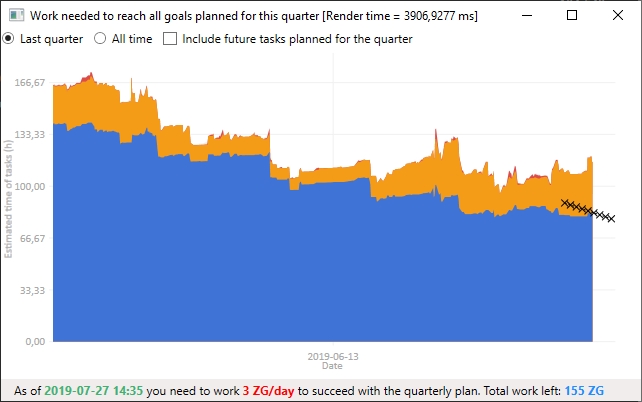 Work needed to reach all goals planned for this quarter [Render time = 3906,9277 ms]
Last quarter All time Include future tasks planned for the quarter
Estimated time of tasks (h)
166,67
133,33
100,00
66,67
33,33
0,00
2019-06-13
Date
As of 2019-07-27 14:35 you need to work 3 ZG/day to succeed with the quarterly plan. Total work left: 155 ZG